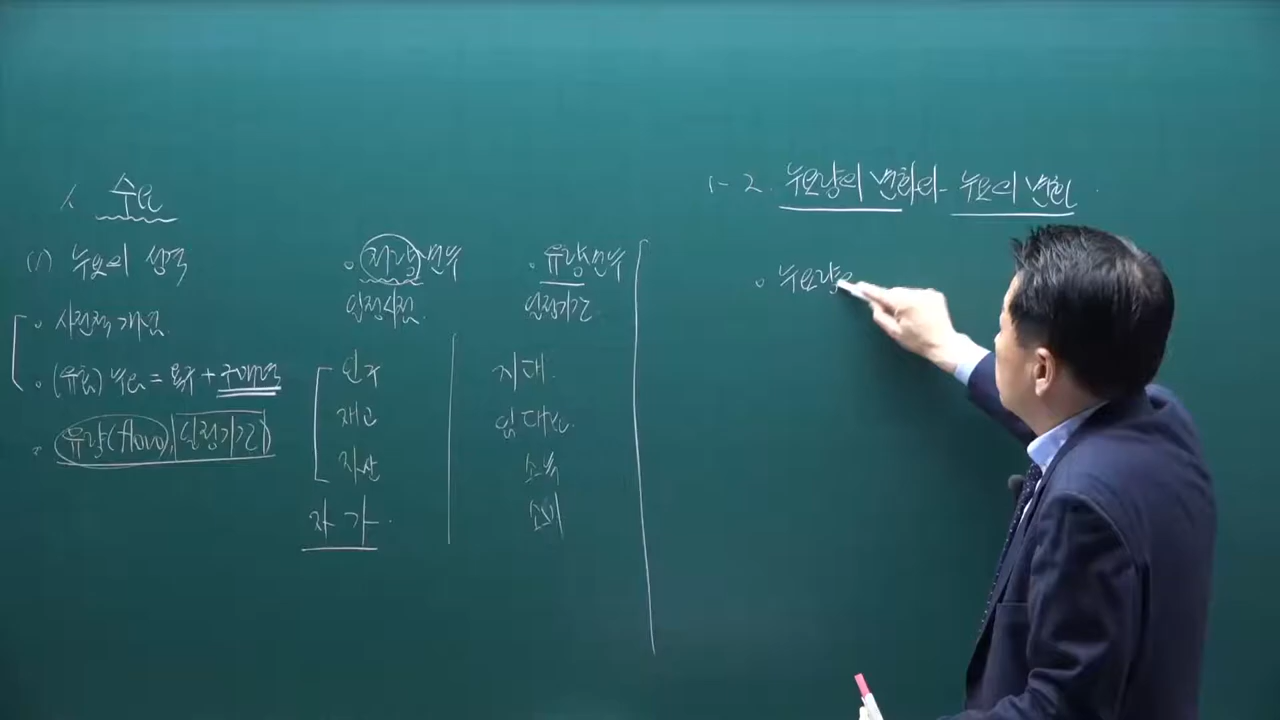 1. 수요
(1) 수요의 성격
• 사전적 개념.
• (유효) 수요 = 욕구 + 구매력
• 유량(flow), 일정기간
• 저량변수
일정시점.
인구
재고
자산
자가.
• 유량변수
일정기간.
지대.
임대료.
소득
소비
1-2. 수요량의 변화와 수요의 변화.
• 수요량